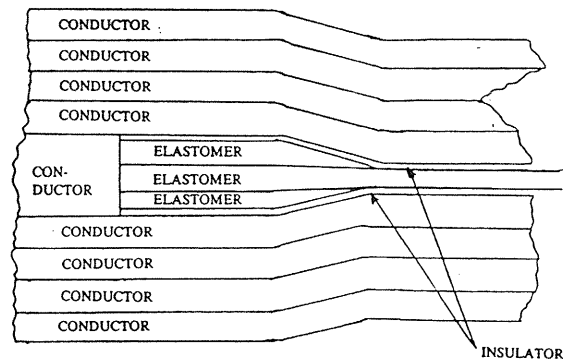 CONDUCTOR
CONDUCTOR
CONDUCTOR
CONDUCTOR
ELASTOMER
CON-
DUCTOR
ELASTOMER
ELASTOMER
CONDUCTOR
CONDUCTOR
CONDUCTOR
CONDUCTOR
INSULATOR